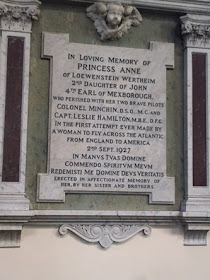 IN LOVING MEMORY OF
PRINCESS ANNE
OF LOEWENSTEIN WERTHEIM
2ND DAUGHTER OF JOHN
4TH EARL OF MEXBOROUGH,
WHO PERISHED WITH HER TWO BRAVE PILOTS
COLONEL MINCHIN, D.S.O., M.C. AND
CAPT. LESLIE HAMILTON, M.B.E. D.F.C.
IN THE FIRST ATTEMPT EVER MADE BY
A WOMAN TO FLY ACROSS THE ATLANTIC
FROM ENGLAND TO AMERICA
2ND SEPT. 1927
IN MANUS TUAS DOMINE
COMMENDO SPIRITUM MEUM
REDEMISTI ME DOMINE DEUS VERITATIS
ERECTED IN AFFECTIONATE MEMORY OF
HER, BY HER SISTER AND BROTHERS